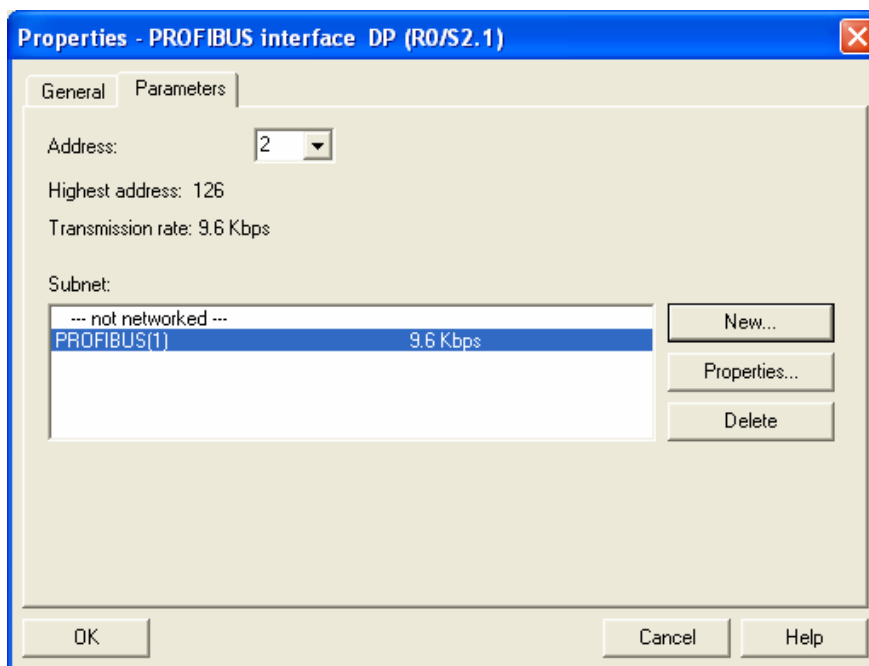 Properties - PROFIBUS interface DP (R0/S2.1)
General Parameters
Address: 2
Highest address: 126
Transmission rate: 9.6 Kbps
Subnet:
--- not networked ---
PROFIBUS(1) 9.6 Kbps
New...
Properties...
Delete
OK Cancel Help